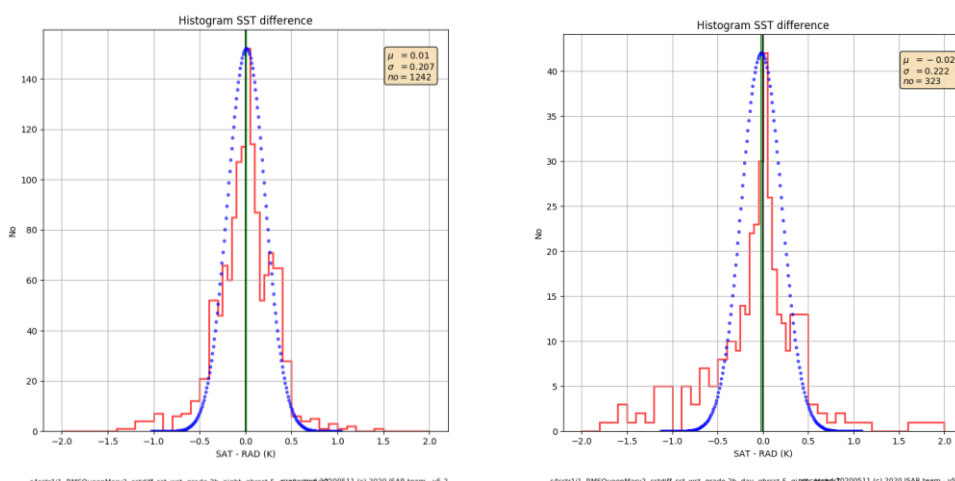 Histogram SST difference
μ = 0.01
σ = 0.207
no = 1242
No
140
120
100
80
60
40
20
0
-2.0 -1.5 -1.0 -0.5 0.0 0.5 1.0 1.5 2.0
SAT - RAD (K)
Histogram SST difference
μ = −0.02
σ = 0.222
no = 323
No
40
35
30
25
20
15
10
5
0
-2.0 -1.5 -1.0 -0.5 0.0 0.5 1.0 1.5 2.0
SAT - RAD (K)